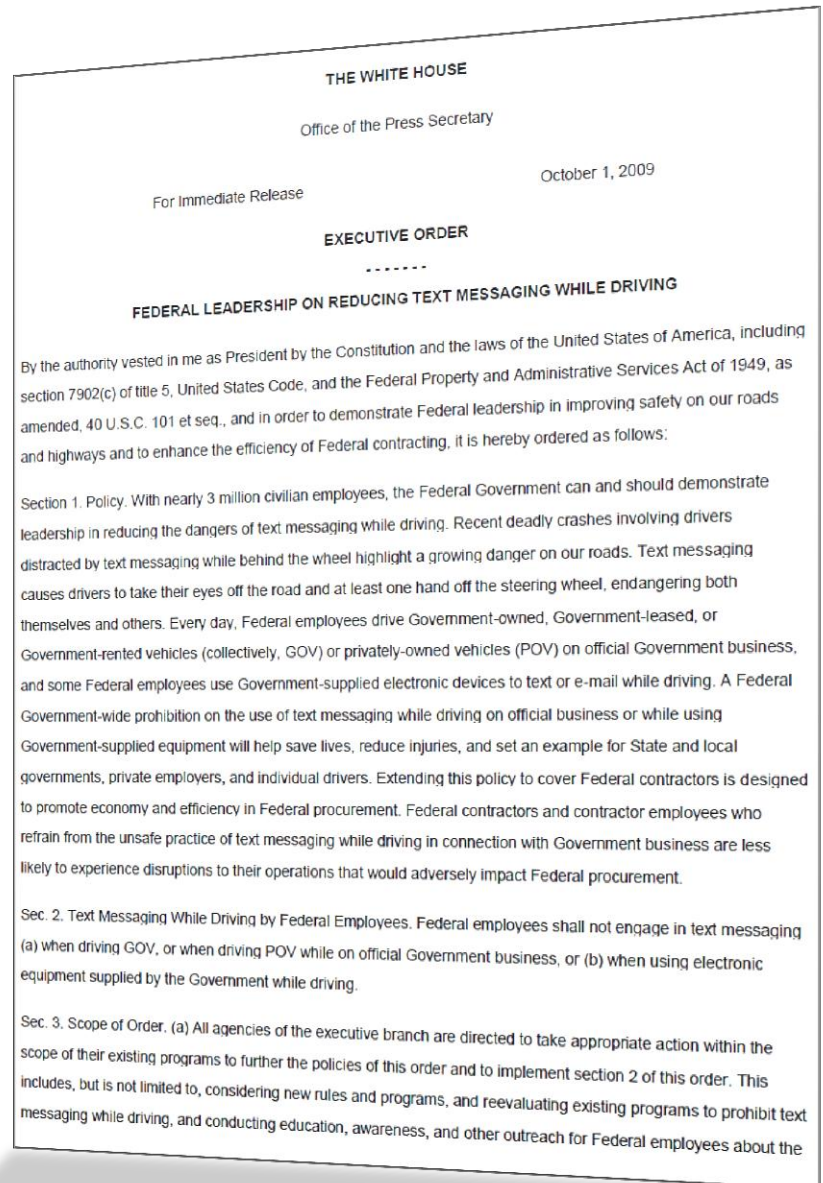 THE WHITE HOUSE
Office of the Press Secretary
For Immediate Release October 1, 2009
EXECUTIVE ORDER
- - - - - - -
FEDERAL LEADERSHIP ON REDUCING TEXT MESSAGING WHILE DRIVING
By the authority vested in me as President by the Constitution and the laws of the United States of America, including
section 7902(c) of title 5, United States Code, and the Federal Property and Administrative Services Act of 1949, as
amended, 40 U.S.C. 101 et seq., and in order to demonstrate Federal leadership in improving safety on our roads
and highways and to enhance the efficiency of Federal contracting, it is hereby ordered as follows:
Section 1. Policy. With nearly 3 million civilian employees, the Federal Government can and should demonstrate
leadership in reducing the dangers of text messaging while driving. Recent deadly crashes involving drivers
distracted by text messaging while behind the wheel highlight a growing danger on our roads. Text messaging
causes drivers to take their eyes off the road and at least one hand off the steering wheel, endangering both
themselves and others. Every day, Federal employees drive Government-owned, Government-leased, or
Government-rented vehicles (collectively, GOV) or privately-owned vehicles (POV) on official Government business,
and some Federal employees use Government-supplied electronic devices to text or e-mail while driving. A Federal
Government-wide prohibition on the use of text messaging while driving on official business or while using
Government-supplied equipment will help save lives, reduce injuries, and set an example for State and local
governments, private employers, and individual drivers. Extending this policy to cover Federal contractors is designed
to promote economy and efficiency in Federal procurement. Federal contractors and contractor employees who
refrain from the unsafe practice of text messaging while driving in connection with Government business are less
likely to experience disruptions to their operations that would adversely impact Federal procurement.
Sec. 2. Text Messaging While Driving by Federal Employees. Federal employees shall not engage in text messaging
(a) when driving GOV, or when driving POV while on official Government business, or (b) when using electronic
equipment supplied by the Government while driving.
Sec. 3. Scope of Order. (a) All agencies of the executive branch are directed to take appropriate action within the
scope of their existing programs to further the policies of this order and to implement section 2 of this order. This
includes, but is not limited to, considering new rules and programs, and reevaluating existing programs to prohibit text
messaging while driving, and conducting education, awareness, and other outreach for Federal employees about the